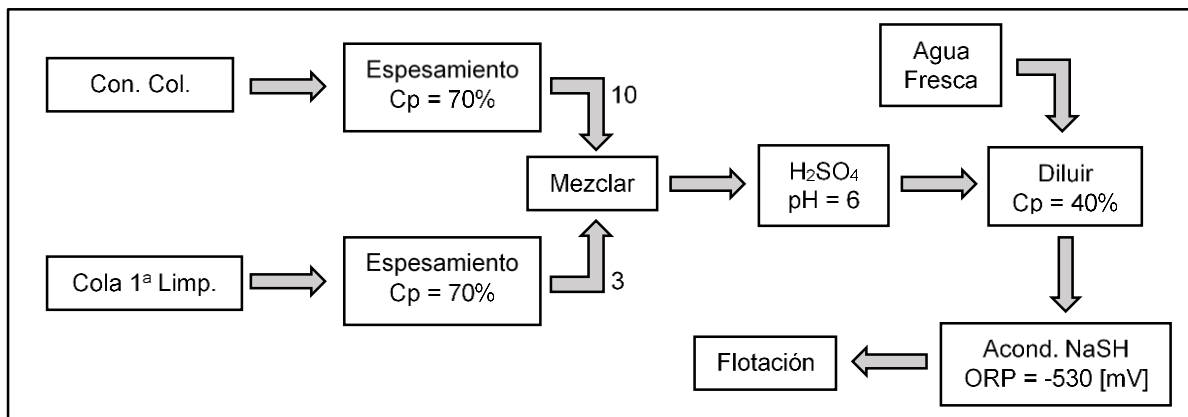 Con. Col.
Espesamiento
Cp = 70%
10
Agua
Fresca
Mezclar
H₂SO₄
pH = 6
Diluir
Cp = 40%
Cola 1ª Limp.
Espesamiento
Cp = 70%
3
Flotación
Acond. NaSH
ORP = -530 [mV]